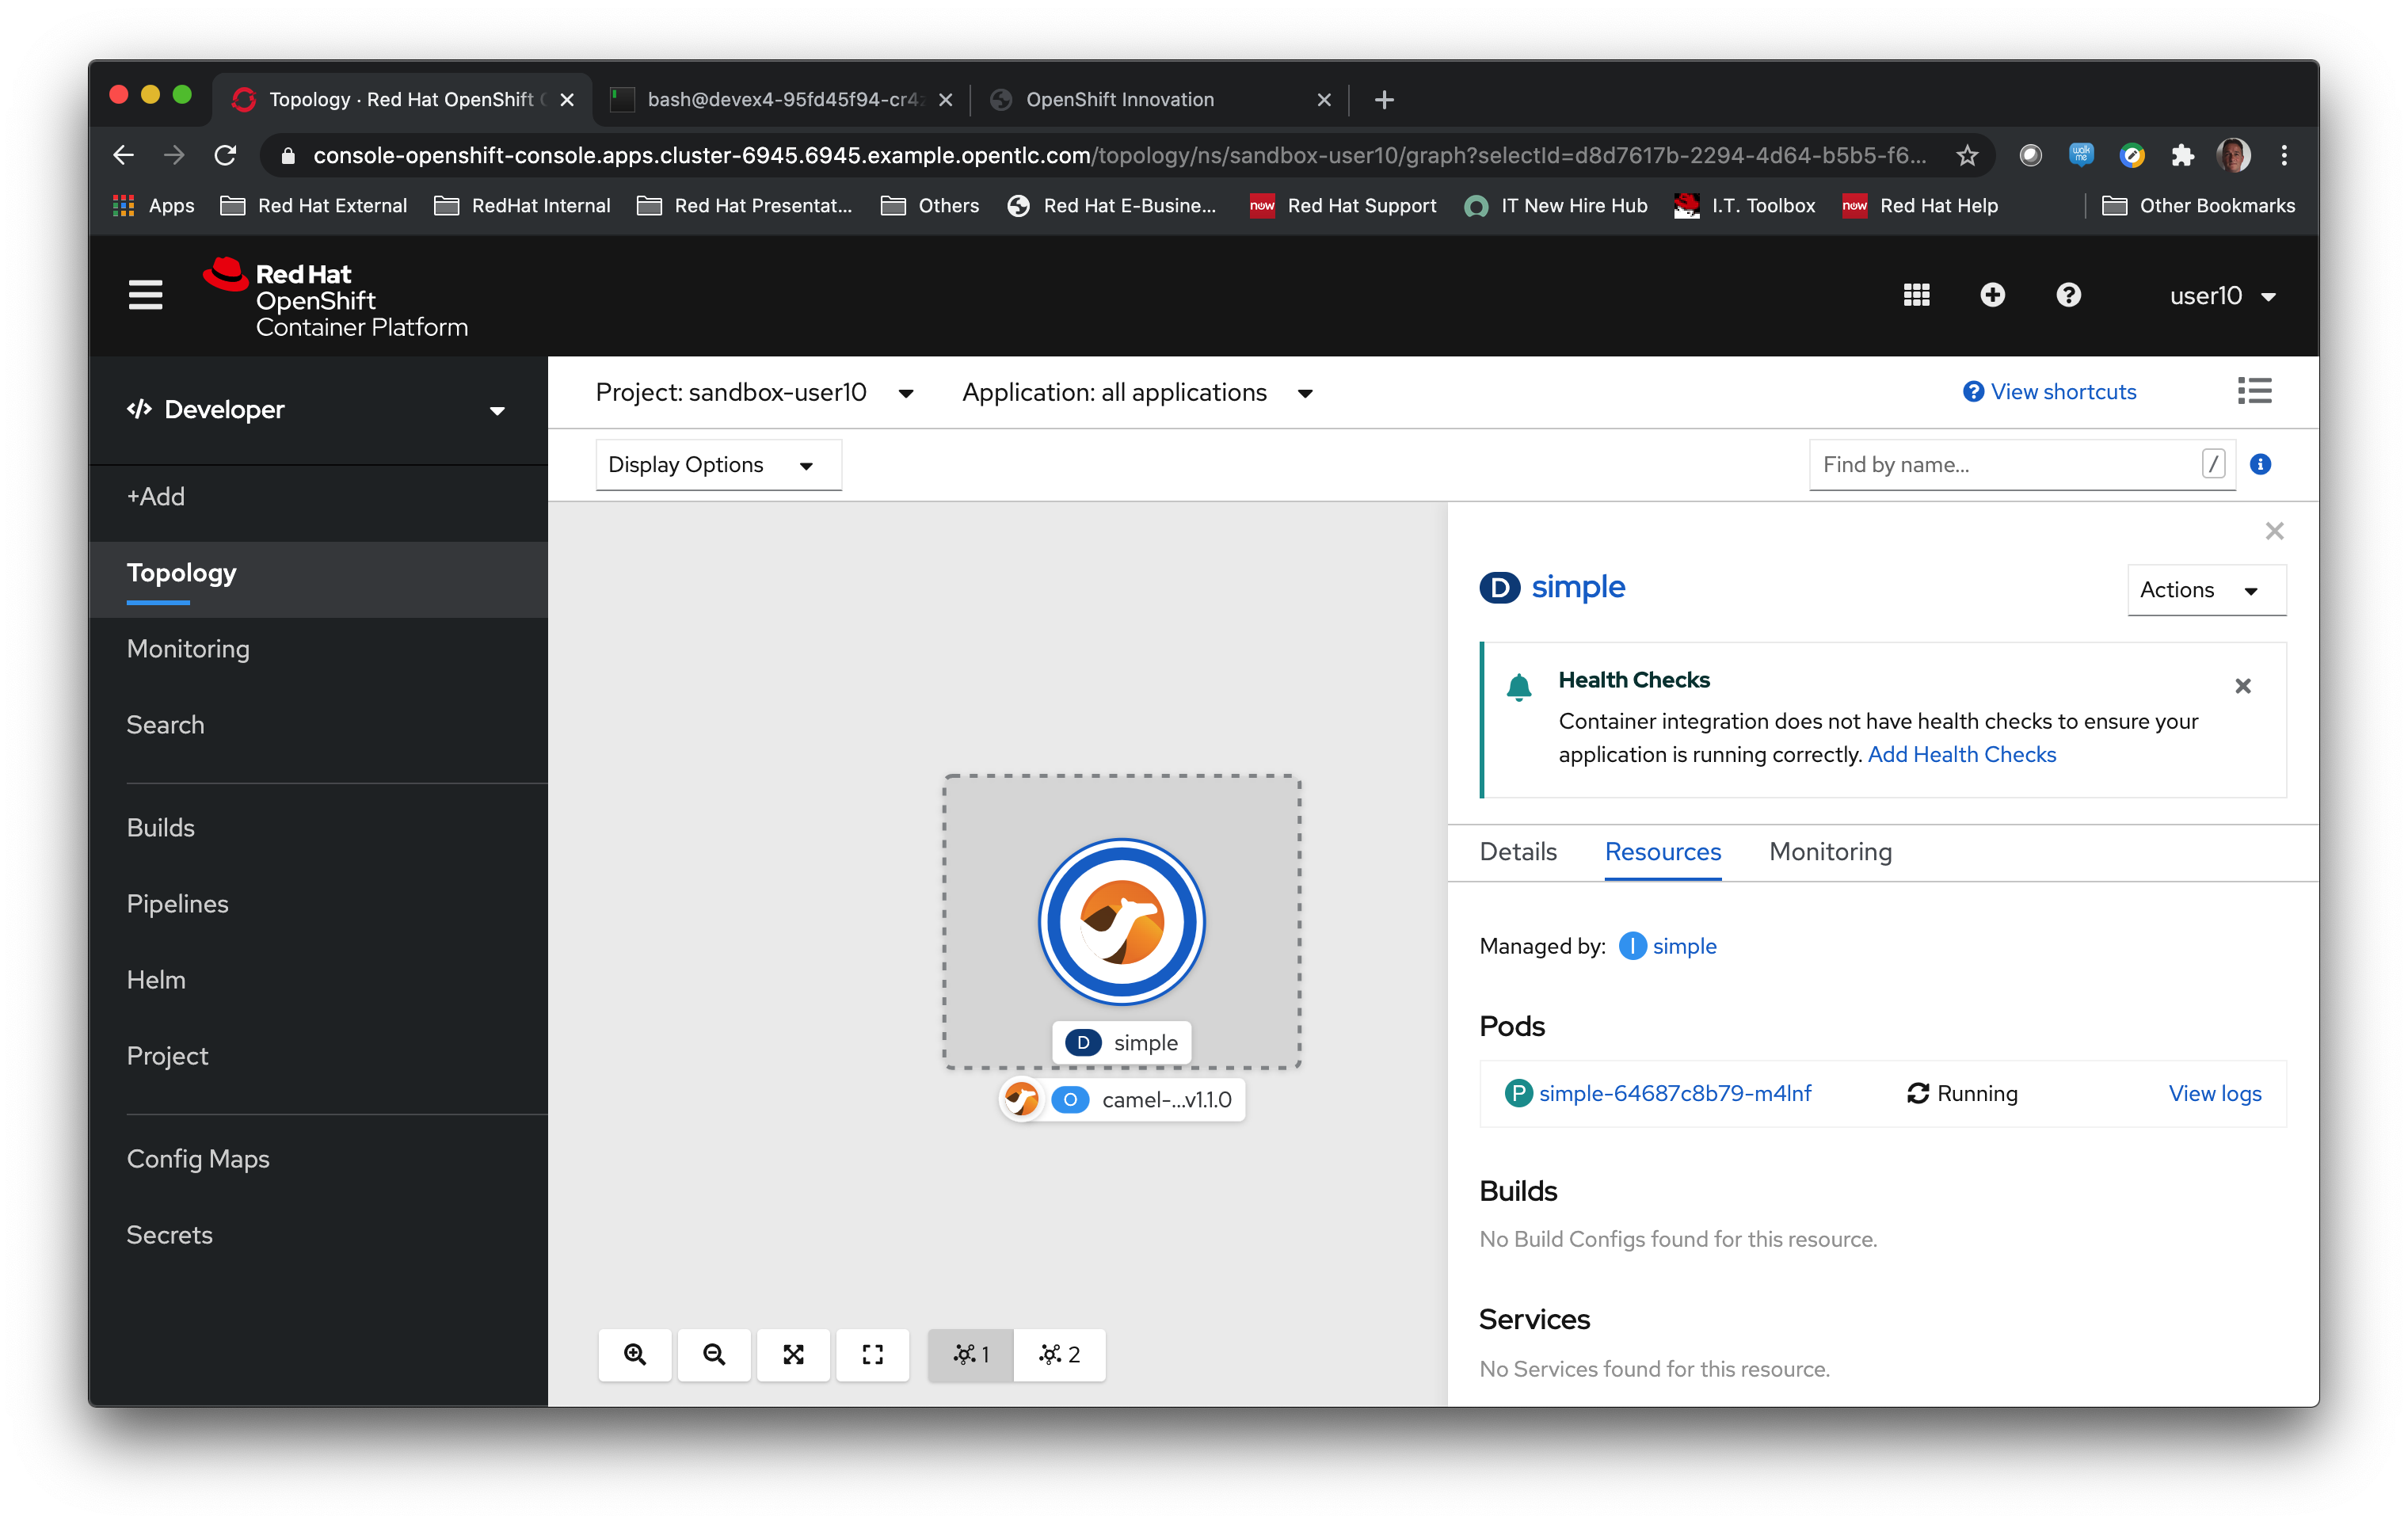 Topology · Red Hat OpenShift
bash@devex4-95fd45f94-cr4
OpenShift Innovation
console-openshift-console.apps.cluster-6945.6945.example.opentlc.com/topology/ns/sandbox-user10/graph?selectId=d8d7617b-2294-4d64-b5b5-f6...
walk me
Apps
Red Hat External
RedHat Internal
Red Hat Presentat...
Others
Red Hat E-Busine...
now
Red Hat Support
IT New Hire Hub
I.T. Toolbox
now
Red Hat Help
Other Bookmarks
Red Hat
OpenShift
Container Platform
user10
</> Developer
+Add
Topology
Monitoring
Search
Builds
Pipelines
Helm
Project
Config Maps
Secrets
Project: sandbox-user10
Application: all applications
? View shortcuts
Display Options
Find by name...
/
i
D simple
Actions
Health Checks
Container integration does not have health checks to ensure your
application is running correctly. Add Health Checks
Details
Resources
Monitoring
Managed by: I simple
Pods
P simple-64687c8b79-m4lnf
Running
View logs
Builds
No Build Configs found for this resource.
Services
No Services found for this resource.
D simple
O camel-...v1.1.0
1
2